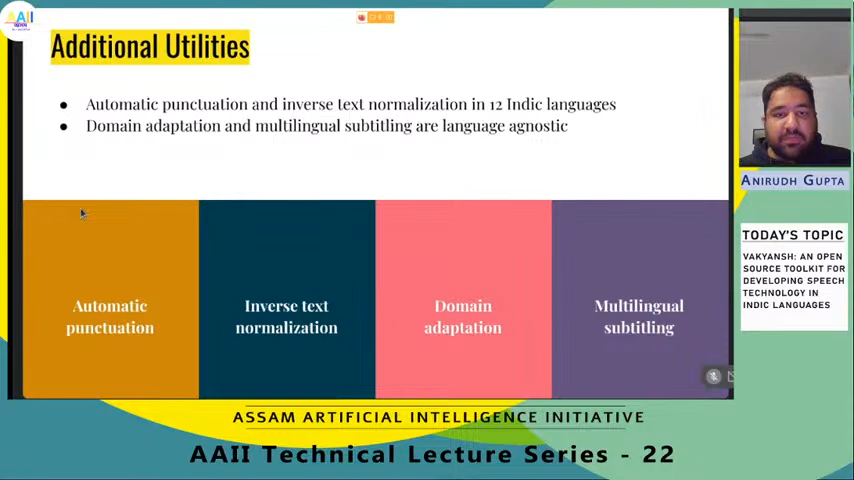 AAII
Additional Utilities
● Automatic punctuation and inverse text normalization in 12 Indic languages
● Domain adaptation and multilingual subtitling are language agnostic
Automatic
punctuation
Inverse text
normalization
Domain
adaptation
Multilingual
subtitling
ANIRUDH GUPTA
TODAY'S TOPIC
VAKYANSH: AN OPEN
SOURCE TOOLKIT FOR
DEVELOPING SPEECH
TECHNOLOGY IN
INDIC LANGUAGES
ASSAM ARTIFICIAL INTELLIGENCE INITIATIVE
AAII Technical Lecture Series - 22